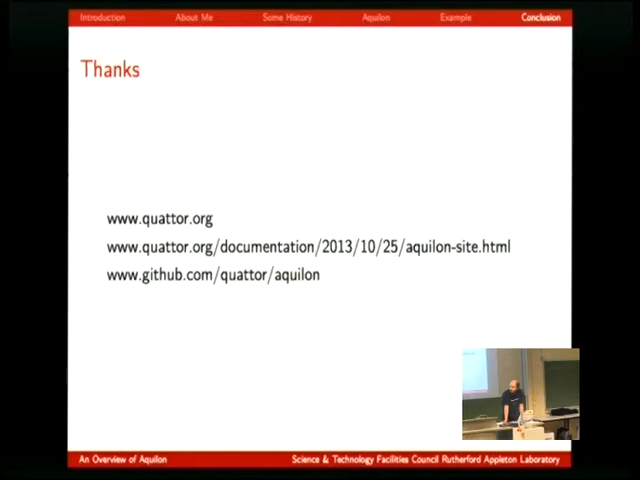 Introduction About Me Some History Aquilon Example Conclusion
Thanks
www.quattor.org
www.quattor.org/documentation/2013/10/25/aquilon-site.html
www.github.com/quattor/aquilon
An Overview of Aquilon Science & Technology Facilities Council Rutherford Appleton Laboratory